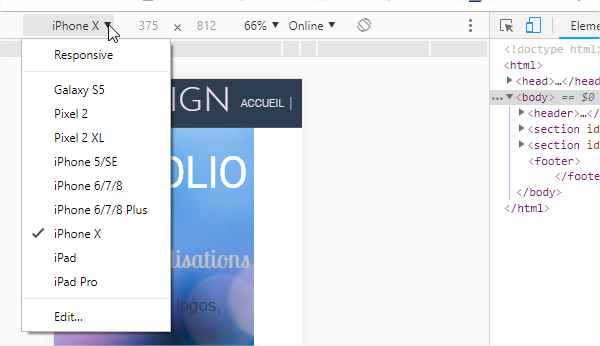 iPhone X ▼ 375 × 812 66% ▼ Online ▼
Elemen
Responsive
Galaxy S5
Pixel 2
Pixel 2 XL
iPhone 5/SE
iPhone 6/7/8
iPhone 6/7/8 Plus
✓ iPhone X
iPad
iPad Pro
Edit...
IGN ACCUEIL |
OLIO
lisations
logos,
<!doctype html>
<html>
▶<head>…</head>
▼<body> == $0
▶<header>…</
▶<section id
▶<section id
<footer>
</foote
</body>
</html>